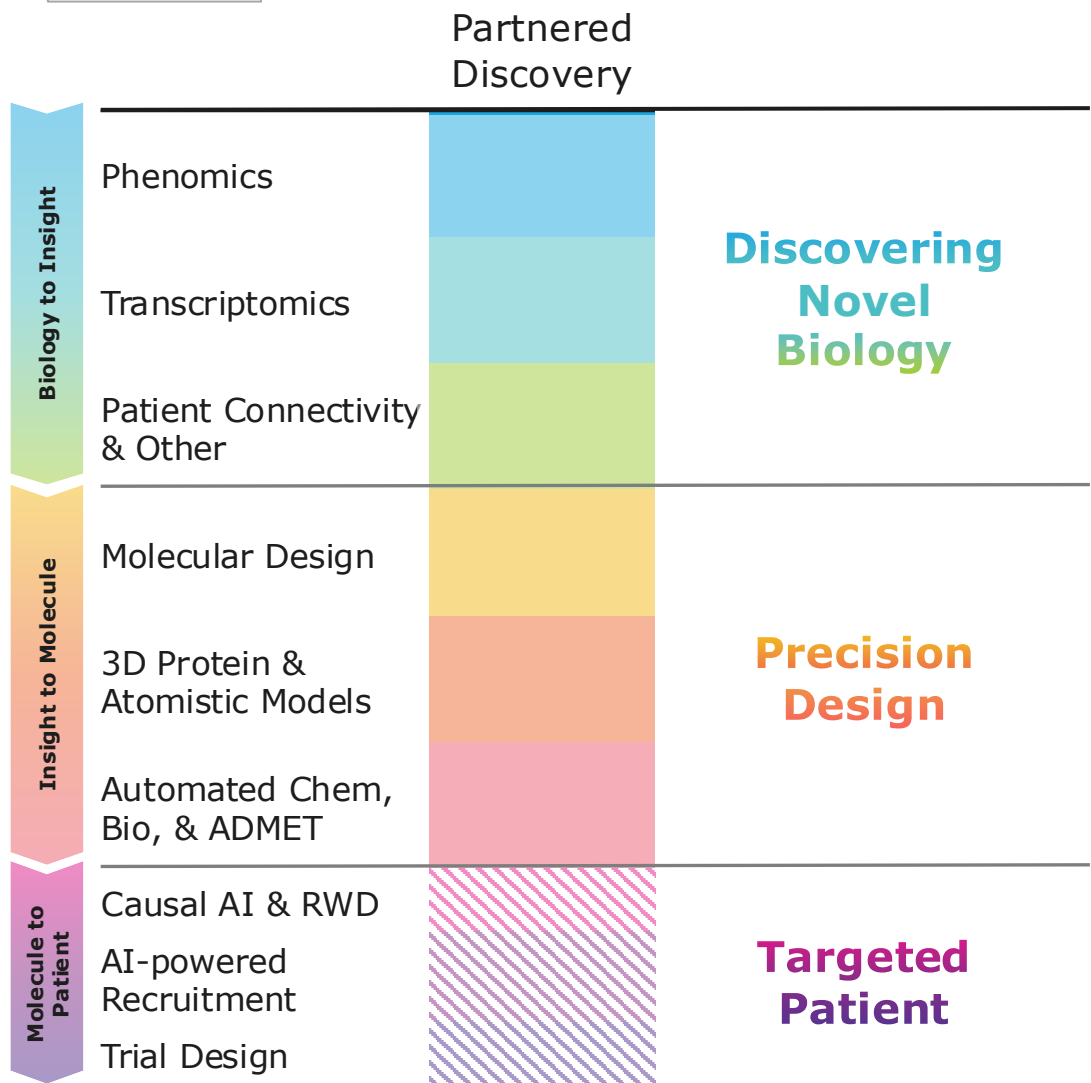 Partnered
Discovery
Biology to Insight
Phenomics
Transcriptomics
Patient Connectivity
& Other
Discovering
Novel
Biology
Insight to Molecule
Molecular Design
3D Protein &
Atomistic Models
Automated Chem,
Bio, & ADMET
Precision
Design
Molecule to
Patient
Causal AI & RWD
AI-powered
Recruitment
Trial Design
Targeted
Patient